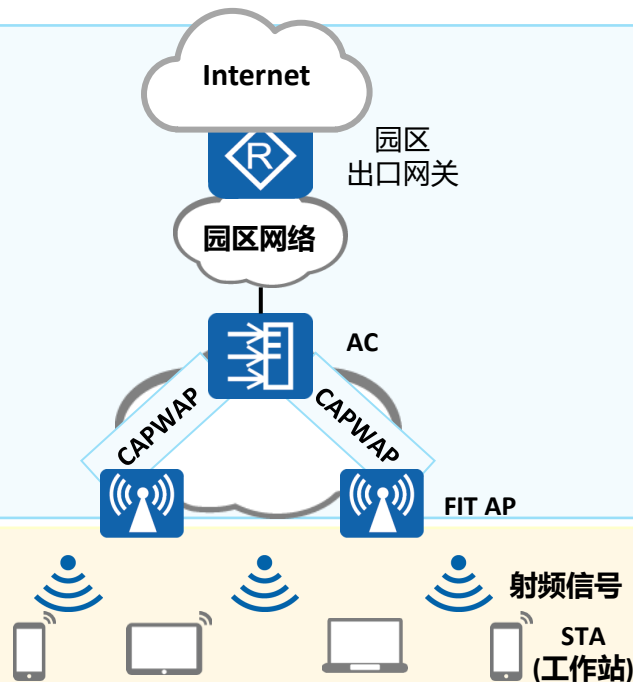 Internet
R
园区
出口网关
园区网络
AC
CAPWAP
CAPWAP
FIT AP
射频信号
STA
(工作站)